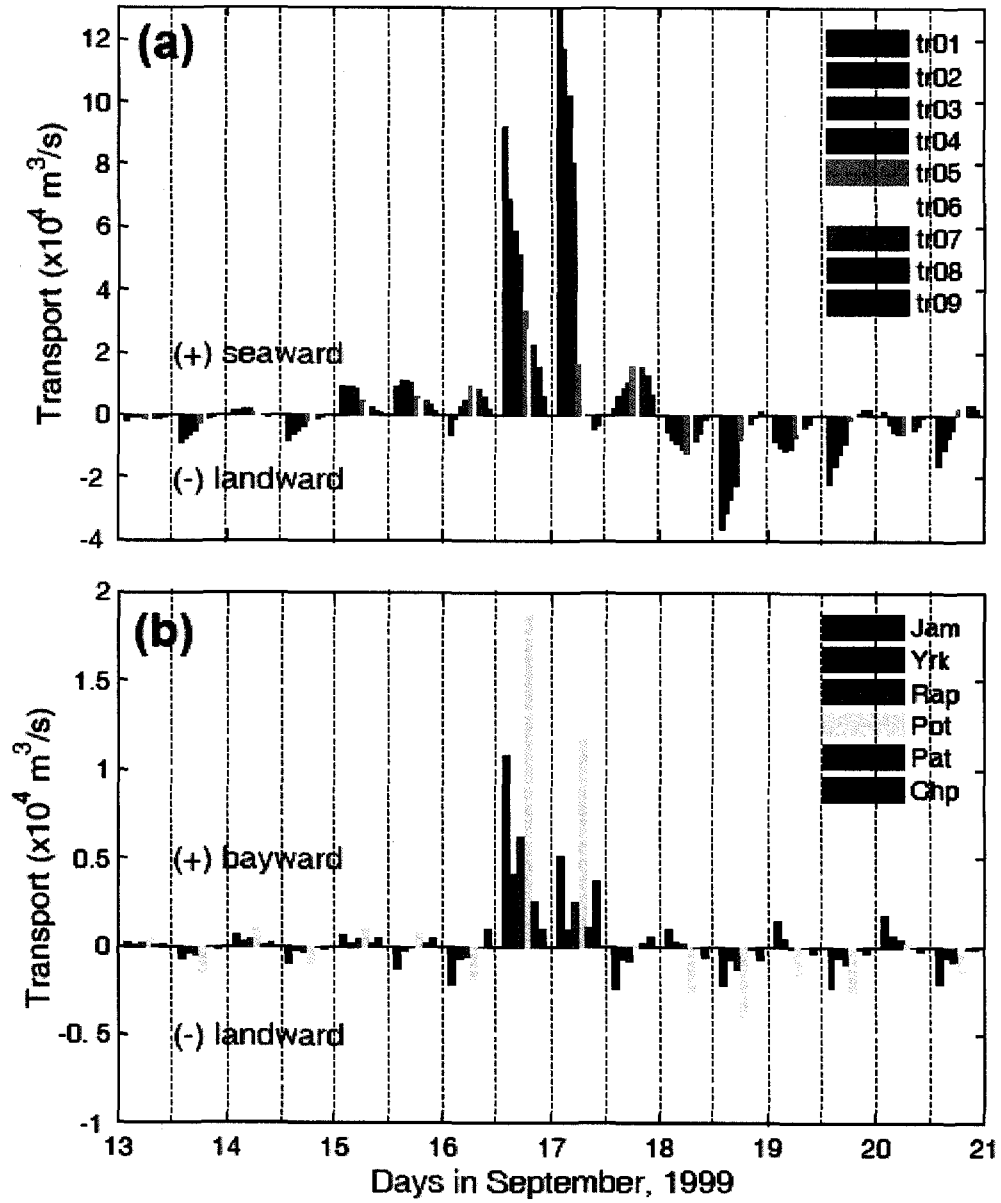 (a)
Transport (x10⁴ m³/s)
12
10
8
6
4
2
0
-2
-4
(+) seaward
(-) landward
tr01
tr02
tr03
tr04
tr05
tr06
tr07
tr08
tr09
(b)
Transport (x10⁴ m³/s)
2
1.5
1
0.5
0
-0.5
-1
(+) bayward
(-) landward
Jam
Yrk
Rap
Pot
Pat
Chp
13 14 15 16 17 18 19 20 21
Days in September, 1999